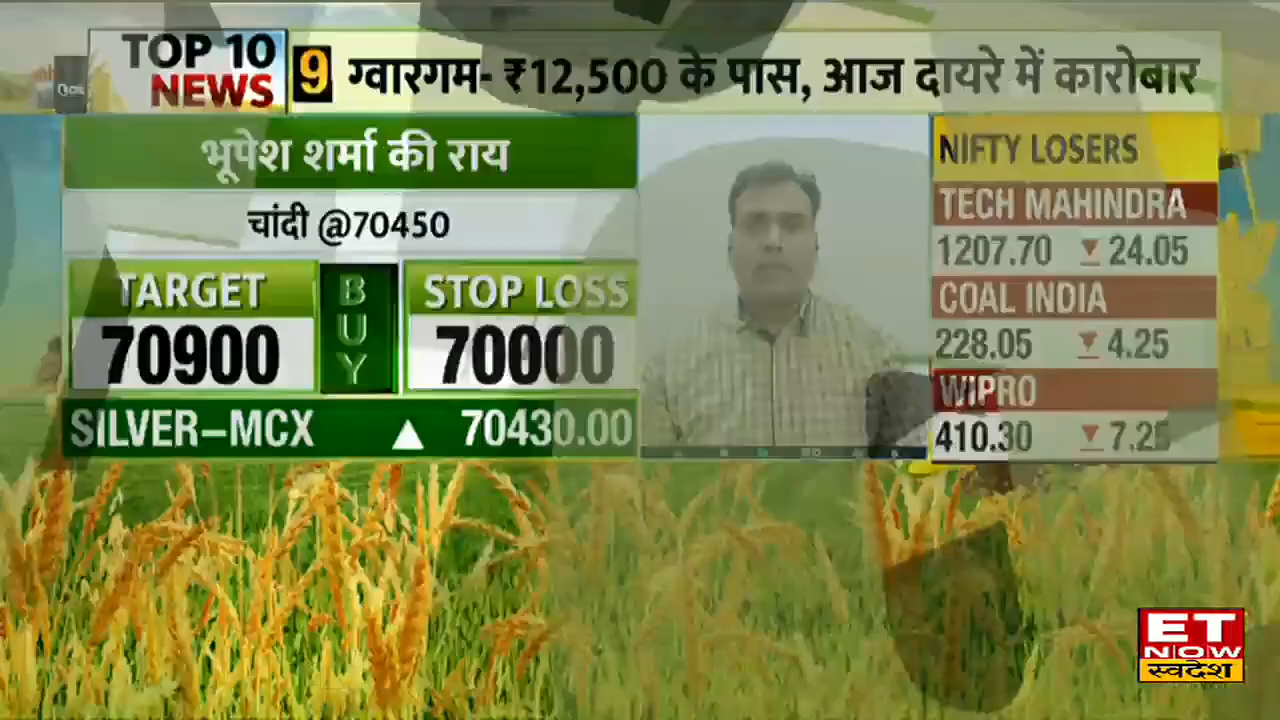 TOP 10
NEWS
9 ग्वारगम- ₹12,500 के पास, आज दायरे में कारोबार
भूपेश शर्मा की राय
चांदी @70450
TARGET
70900
BUY
STOP LOSS
70000
SILVER-MCX ▲ 70430.00
NIFTY LOSERS
TECH MAHINDRA
1207.70 ▼ 24.05
COAL INDIA
228.05 ▼ 4.25
WIPRO
410.30 ▼ 7.25
ET
NOW
स्वदेश